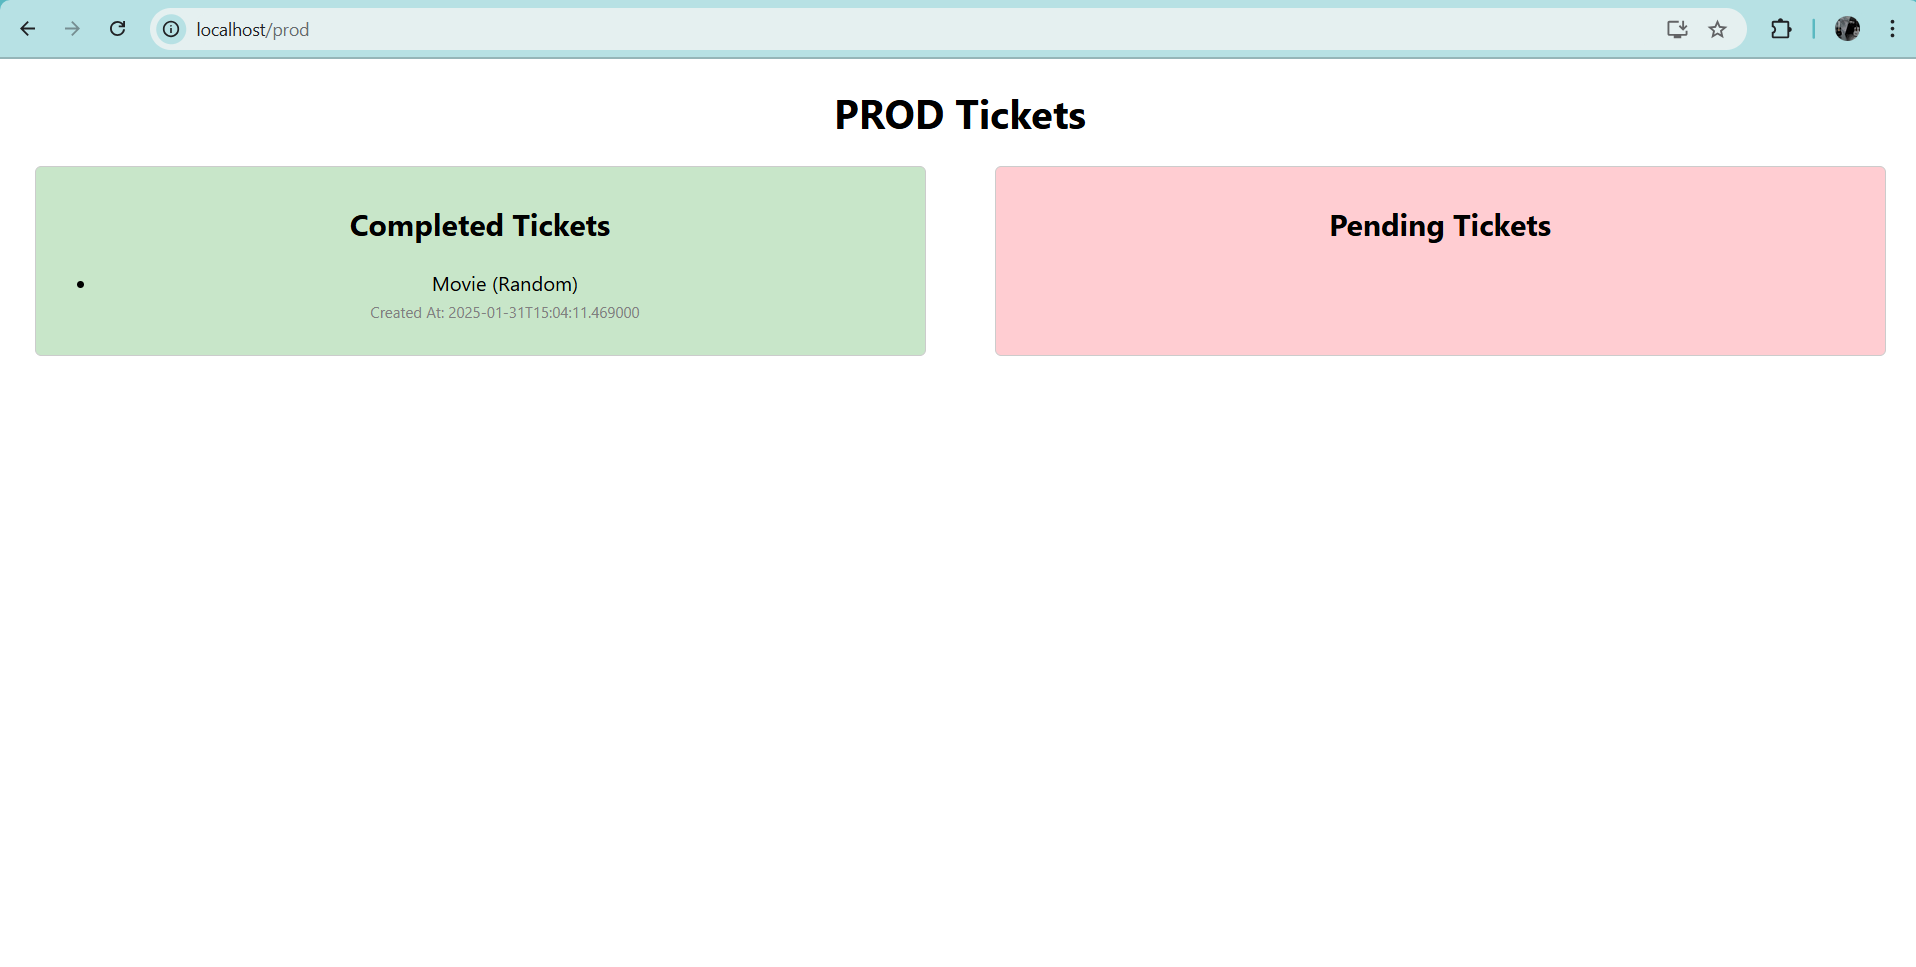 localhost/prod
PROD Tickets
Completed Tickets
Movie (Random)
Created At: 2025-01-31T15:04:11.469000
Pending Tickets